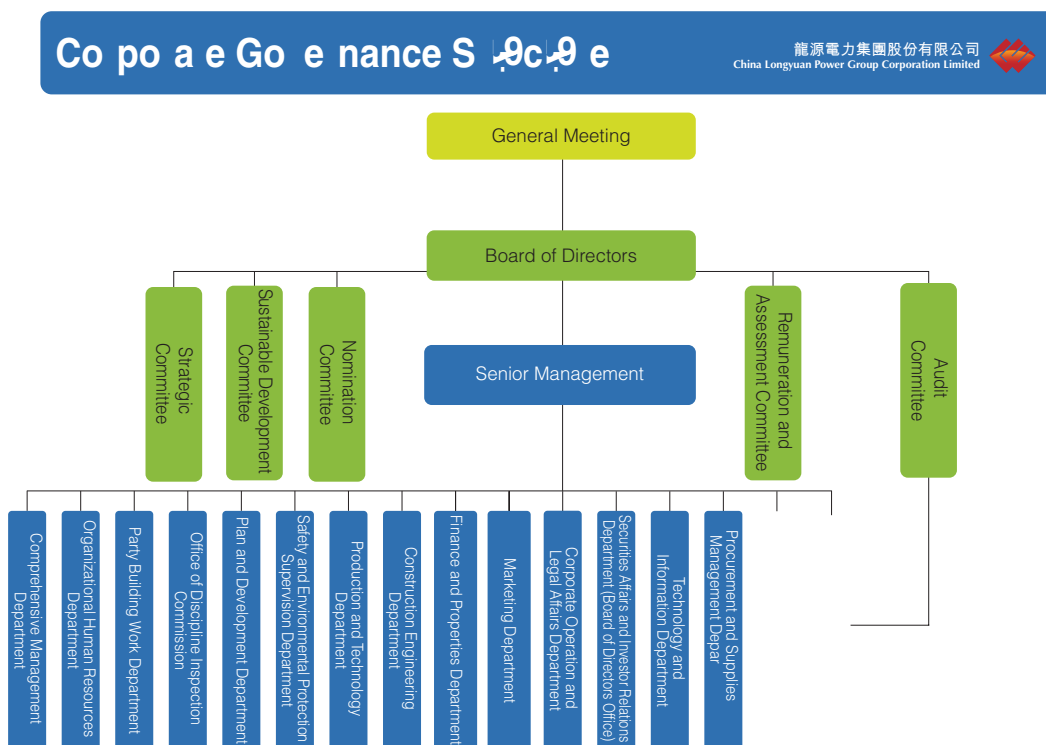 Co po a e Go e nance S c e
龍源電力集團股份有限公司
China Longyuan Power Group Corporation Limited
General Meeting
Board of Directors
Strategic
Committee
Sustainable Development
Committee
Nomination
Committee
Senior Management
Remuneration and
Assessment Committee
Audit
Committee
Comprehensive Management
Department
Organizational Human Resources
Department
Party Building Work Department
Office of Discipline Inspection
Commission
Plan and Development Department
Safety and Environmental Protection
Supervision Department
Production and Technology
Department
Construction Engineering
Department
Finance and Properties Department
Marketing Department
Corporate Operation and
Legal Affairs Department
Securities Affairs and Investor Relations
Department (Board of Directors Office)
Technology and
Information Department
Procurement and Supplies
Management Depar